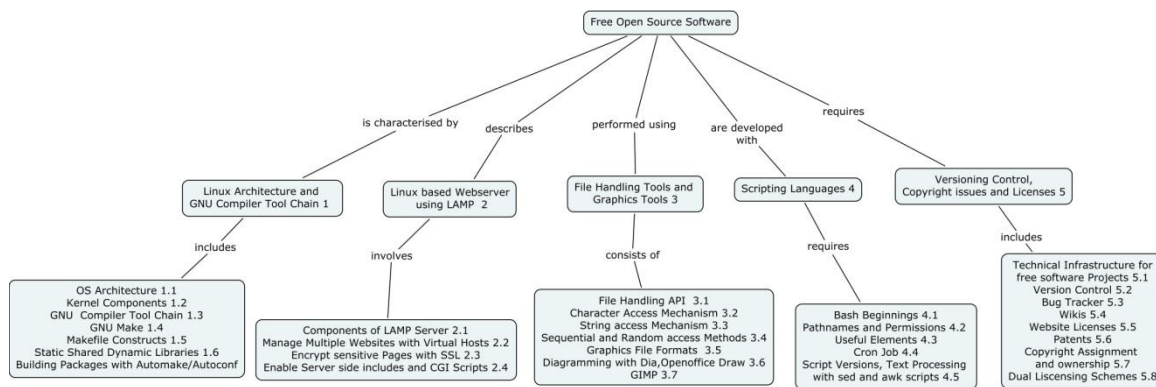 Free Open Source Software
is characterised by
describes
performed using
are developed
with
requires
Linux Architecture and
GNU Compiler Tool Chain 1
Linux based Webserver
using LAMP 2
File Handling Tools and
Graphics Tools 3
Scripting Languages 4
Versioning Control,
Copyright issues and Licenses 5
includes
involves
consists of
requires
includes
OS Architecture 1.1
Kernel Components 1.2
GNU Compiler Tool Chain 1.3
GNU Make 1.4
Makefile Constructs 1.5
Static Shared Dynamic Libraries 1.6
Building Packages with Automake/Autoconf
Components of LAMP Server 2.1
Manage Multiple Websites with Virtual Hosts 2.2
Encrypt sensitive Pages with SSL 2.3
Enable Server side includes and CGI Scripts 2.4
File Handling API 3.1
Character Access Mechanism 3.2
String access Mechanism 3.3
Sequential and Random access Methods 3.4
Graphics File Formats 3.5
Diagramming with Dia,Openoffice Draw 3.6
GIMP 3.7
Bash Beginnings 4.1
Pathnames and Permissions 4.2
Useful Elements 4.3
Cron Job 4.4
Script Versions, Text Processing
with sed and awk scripts 4.5
Technical Infrastructure for
free software Projects 5.1
Version Control 5.2
Bug Tracker 5.3
Wikis 5.4
Website Licenses 5.5
Patents 5.6
Copyright Assignment
and ownership 5.7
Dual Liscensing Schemes 5.8